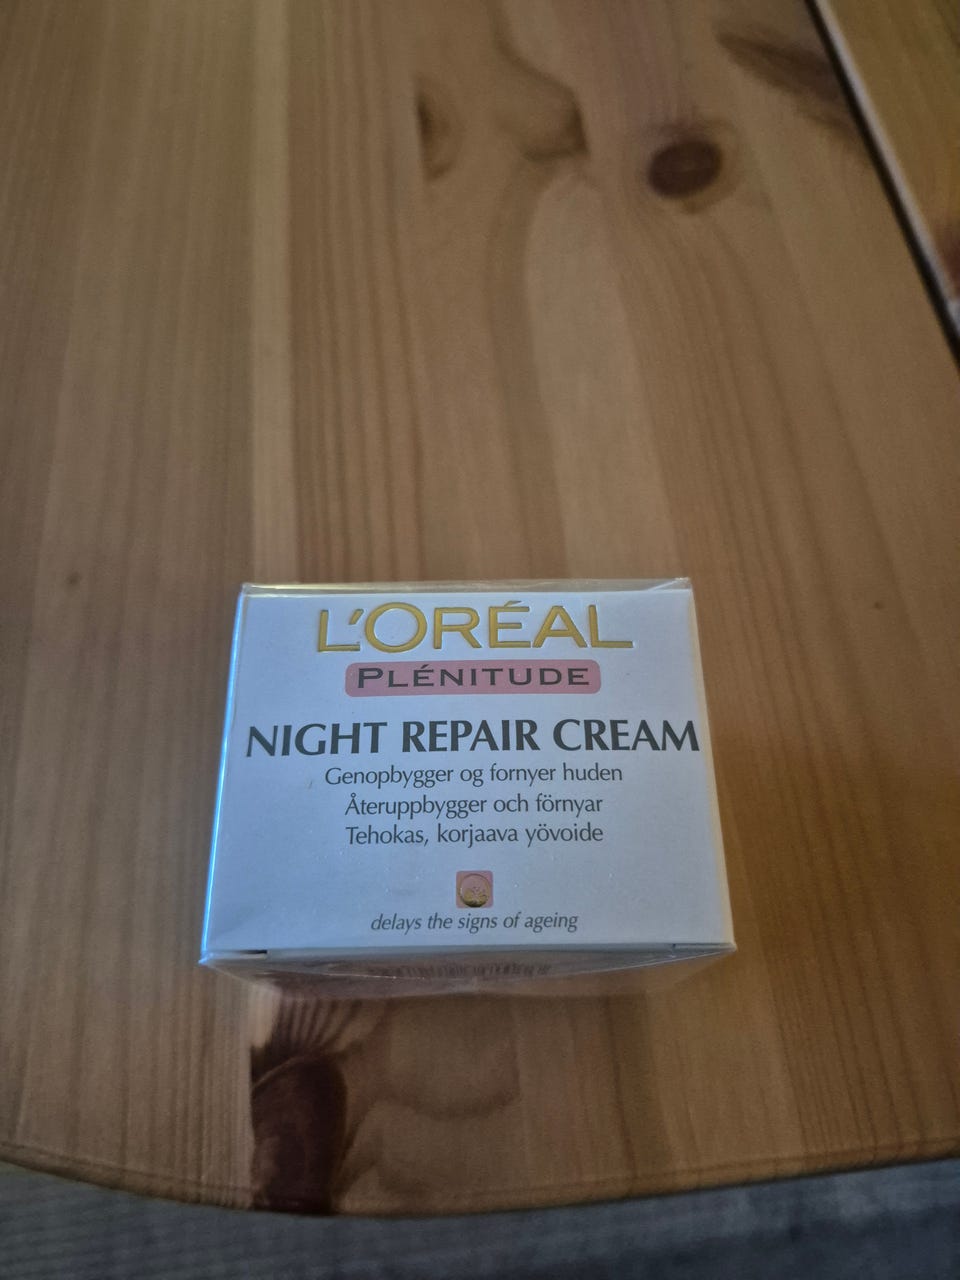 L'ORÉAL
PLÉNITUDE
NIGHT REPAIR CREAM
Genopbygger og fornyer huden
Återuppbygger och förnyar
Tehokas, korjaava yövoide
delays the signs of ageing